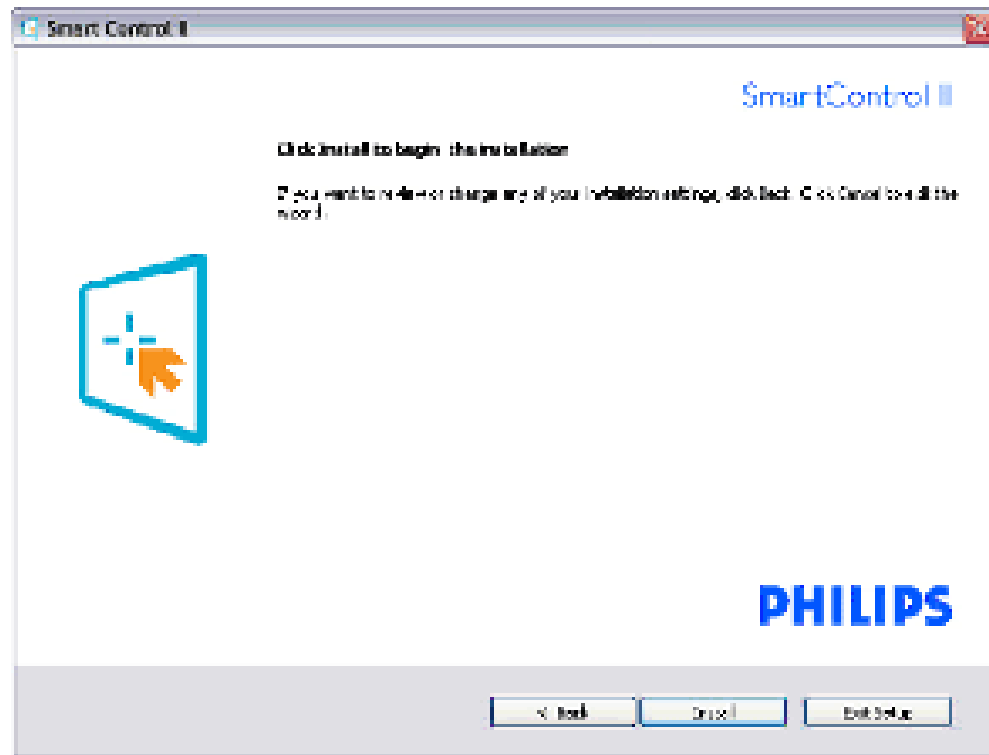 Smart Control II
SmartControl II
Click Install to begin the installation
If you want to review or change any of your installation settings, click Back. Click Cancel to exit the
wizard.
PHILIPS
< Back
Install
Exit Setup